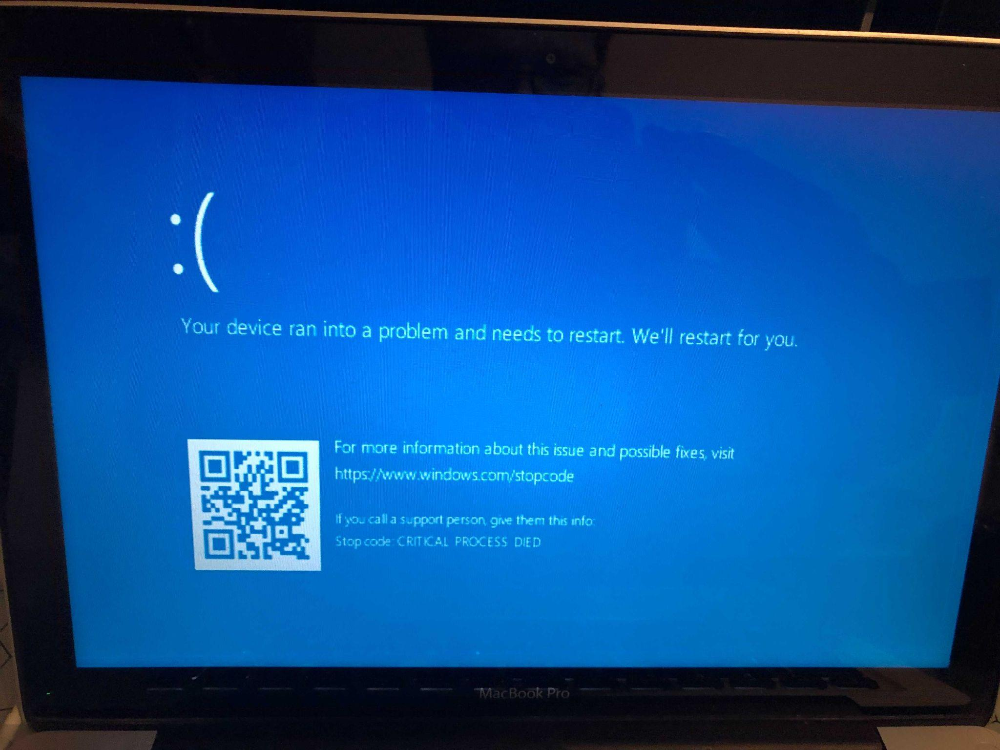 :(
Your device ran into a problem and needs to restart. We'll restart for you.
For more information about this issue and possible fixes, visit
https://www.windows.com/stopcode
If you call a support person, give them this info:
Stop code: CRITICAL PROCESS DIED
MacBook Pro